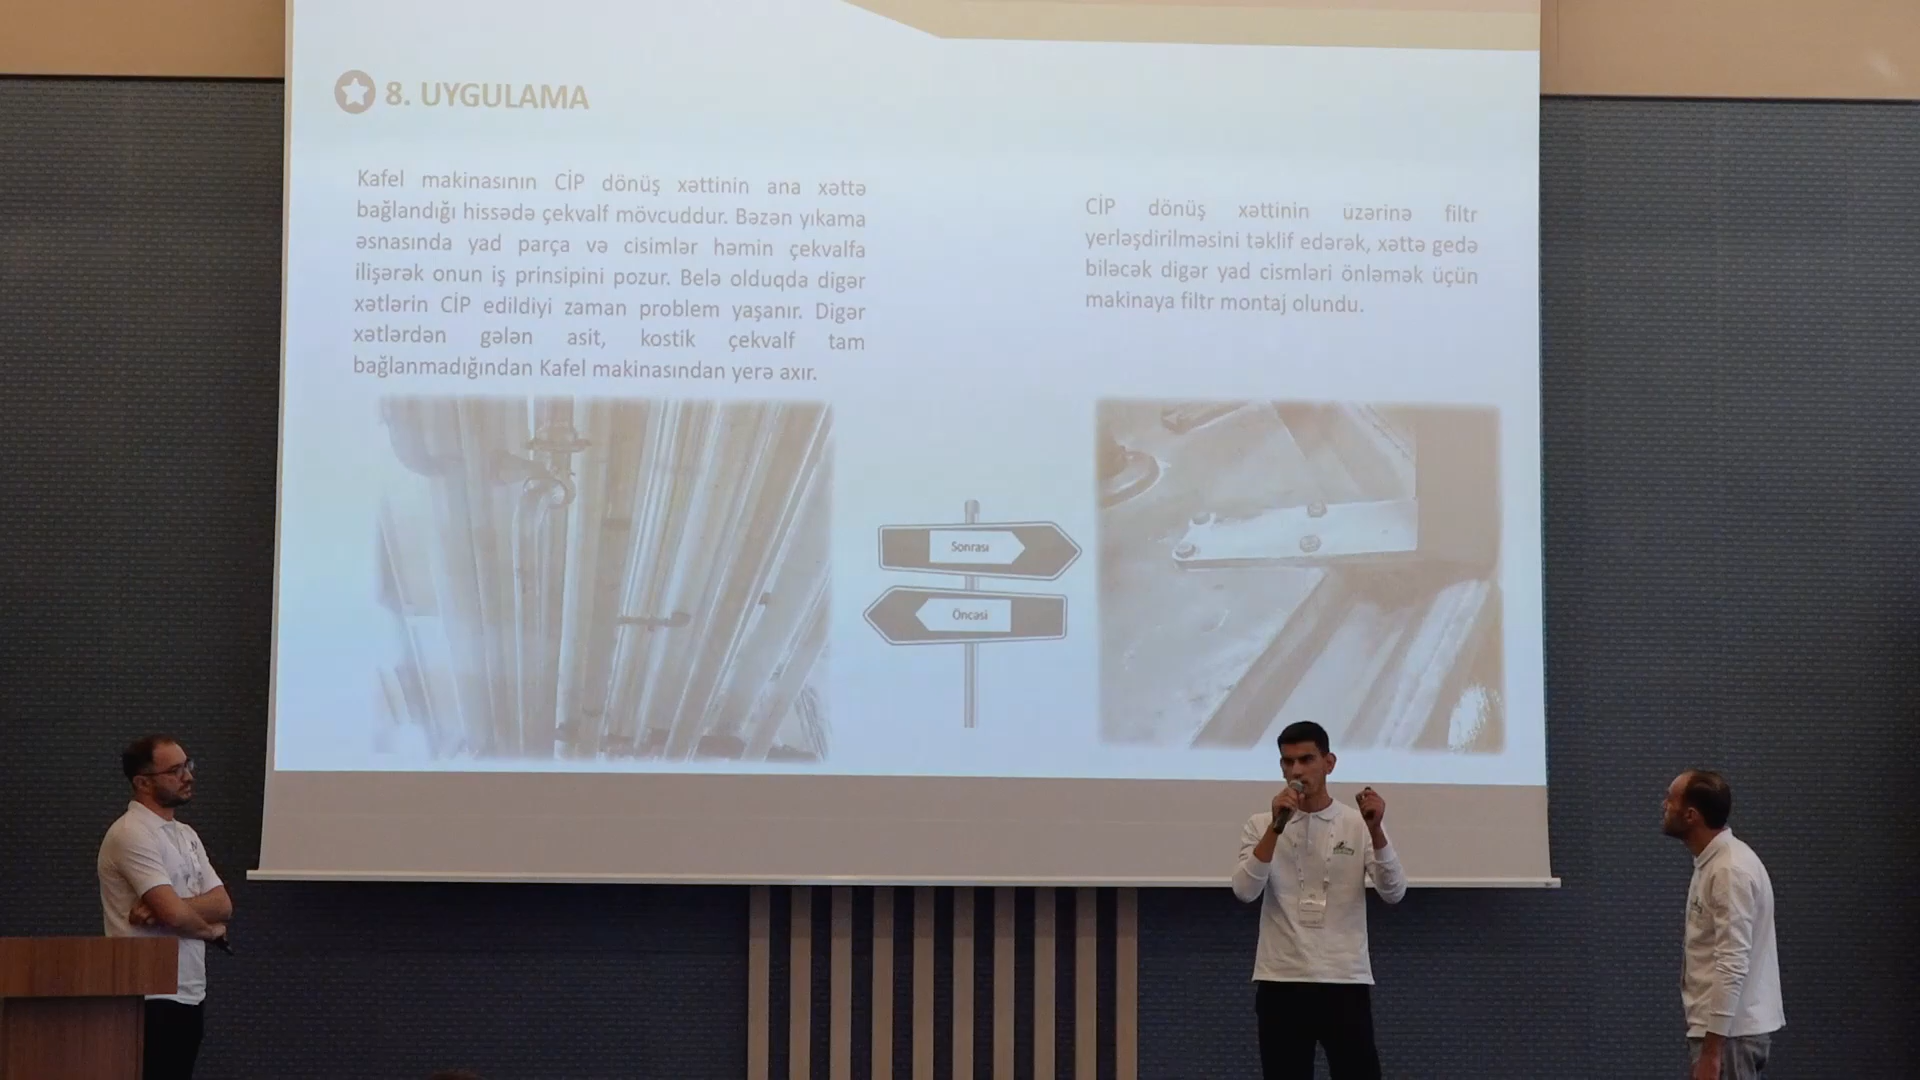 8. UYGULAMA
Kafel makinasının CİP dönüş xəttinin ana xəttə
bağlandığı hissədə çekvalf mövcuddur. Bəzən yıkama
əsnasında yad parça və cisimlər həmin çekvalfa
ilişərək onun iş prinsipini pozur. Belə olduqda digər
xətlərin CİP edildiyi zaman problem yaşanır. Digər
xətlərdən gələn asit, kostik çekvalf tam
bağlanmadığından Kafel makinasından yerə axır.
CİP dönüş xəttinin üzərinə filtr
yerləşdirilməsini təklif edərək, xəttə gedə
biləcək digər yad cismləri önləmək üçün
makinaya filtr montaj olundu.
Sonrası
Öncəsi